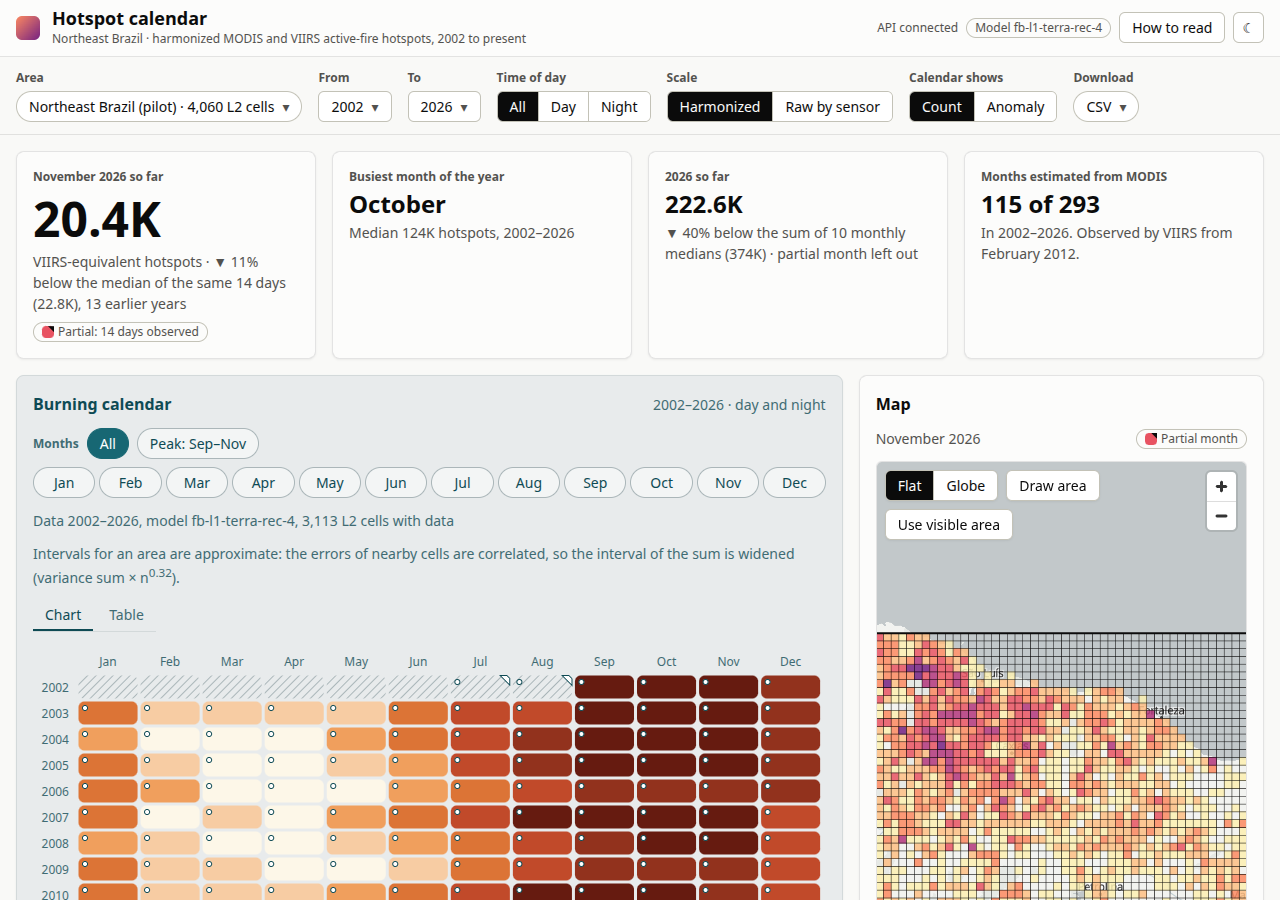 Hotspot calendar
Northeast Brazil · harmonized MODIS and VIIRS active-fire hotspots, 2002 to present
API connected
Model fb-l1-terra-rec-4
How to read
Area
Northeast Brazil (pilot) · 4,060 L2 cells ▾
From
2002 ▾
To
2026 ▾
Time of day
All Day Night
Scale
Harmonized Raw by sensor
Calendar shows
Count Anomaly
Download
CSV ▾
November 2026 so far
20.4K
VIIRS-equivalent hotspots · ▼ 11%
below the median of the same 14 days
(22.8K), 13 earlier years
Partial: 14 days observed
Busiest month of the year
October
Median 124K hotspots, 2002–2026
2026 so far
222.6K
▼ 40% below the sum of 10 monthly
medians (374K) · partial month left out
Months estimated from MODIS
115 of 293
In 2002–2026. Observed by VIIRS from
February 2012.
Burning calendar
2002–2026 · day and night
Months All Peak: Sep–Nov
Jan Feb Mar Apr May Jun Jul Aug Sep Oct Nov Dec
Data 2002–2026, model fb-l1-terra-rec-4, 3,113 L2 cells with data
Intervals for an area are approximate: the errors of nearby cells are correlated, so the interval of the sum is widened
(variance sum × n^0.32).
Chart Table
Jan Feb Mar Apr May Jun Jul Aug Sep Oct Nov Dec
2002
2003
2004
2005
2006
2007
2008
2009
2010
Map
November 2026
Partial month
Flat Globe Draw area
Use visible area
+
−